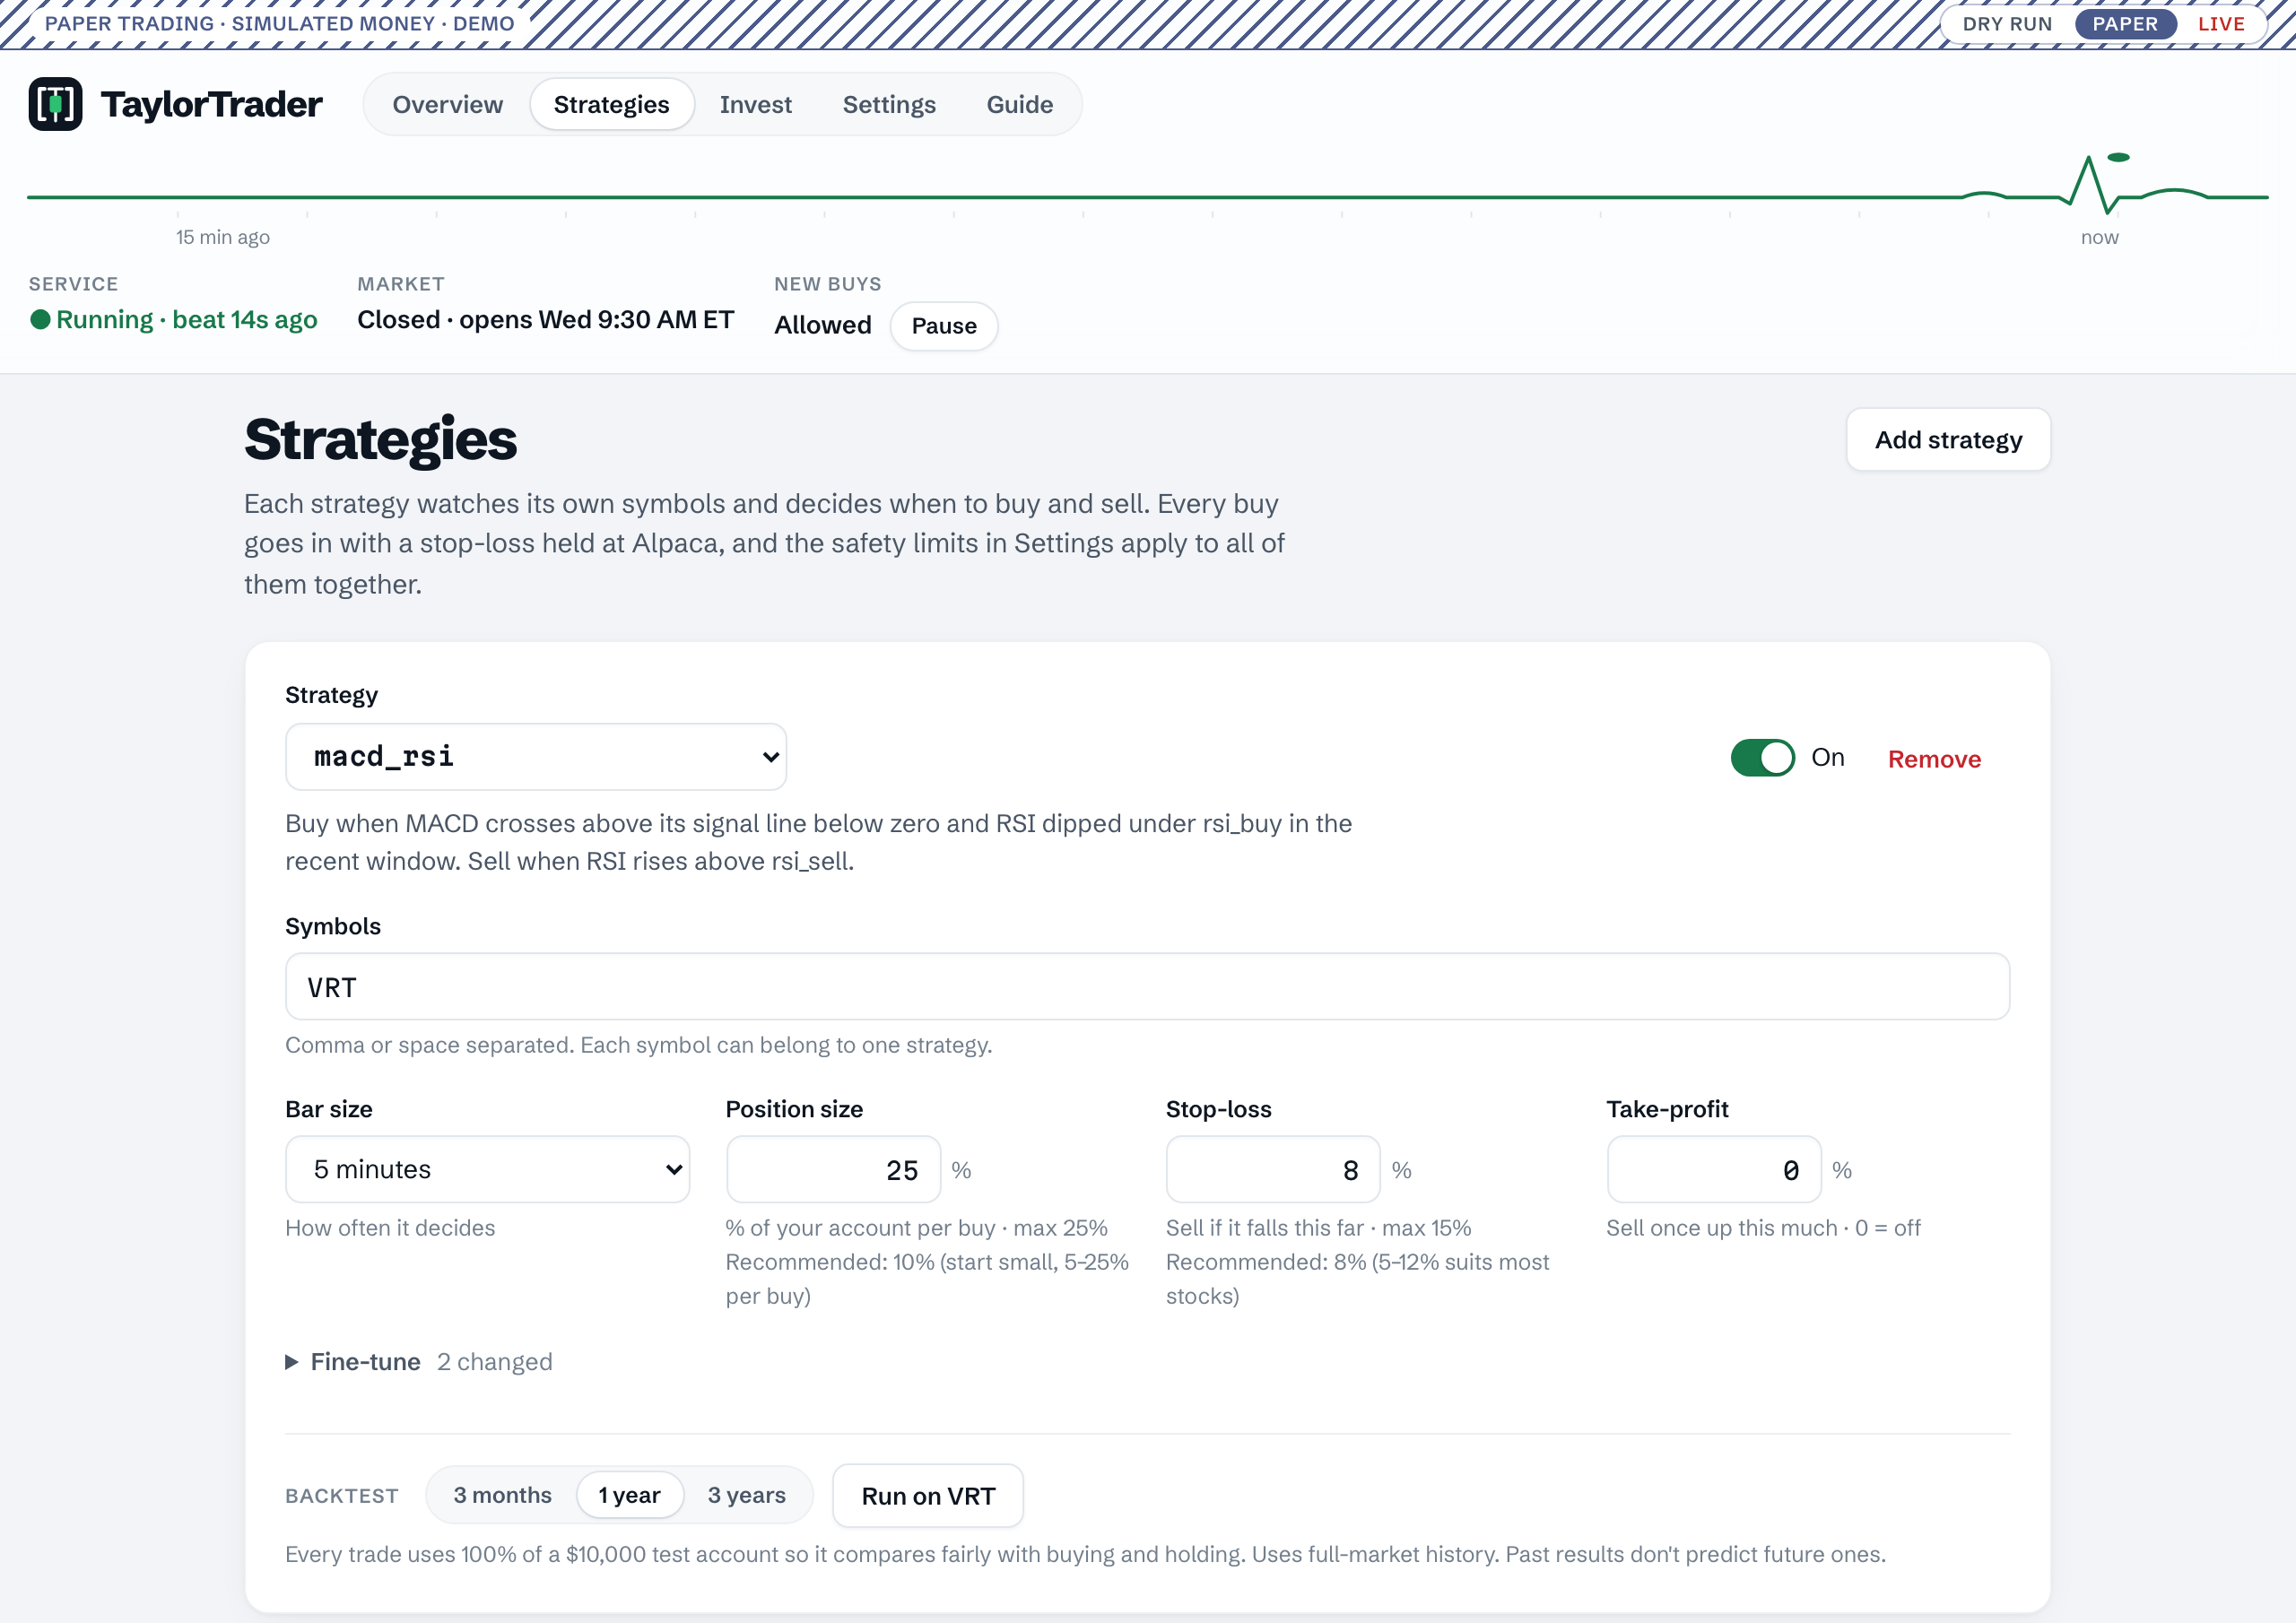 PAPER TRADING · SIMULATED MONEY · DEMO
DRY RUN PAPER LIVE
TaylorTrader
Overview Strategies Invest Settings Guide
15 min ago
now
SERVICE
Running · beat 14s ago
MARKET
Closed · opens Wed 9:30 AM ET
NEW BUYS
Allowed Pause
Strategies
Add strategy
Each strategy watches its own symbols and decides when to buy and sell. Every buy
goes in with a stop-loss held at Alpaca, and the safety limits in Settings apply to all of
them together.
Strategy
macd_rsi
On Remove
Buy when MACD crosses above its signal line below zero and RSI dipped under rsi_buy in the
recent window. Sell when RSI rises above rsi_sell.
Symbols
VRT
Comma or space separated. Each symbol can belong to one strategy.
Bar size
5 minutes
How often it decides
Position size
25 %
% of your account per buy · max 25%
Recommended: 10% (start small, 5–25%
per buy)
Stop-loss
8 %
Sell if it falls this far · max 15%
Recommended: 8% (5–12% suits most
stocks)
Take-profit
0 %
Sell once up this much · 0 = off
Fine-tune 2 changed
BACKTEST 3 months 1 year 3 years Run on VRT
Every trade uses 100% of a $10,000 test account so it compares fairly with buying and holding. Uses full-market history. Past results don't predict future ones.